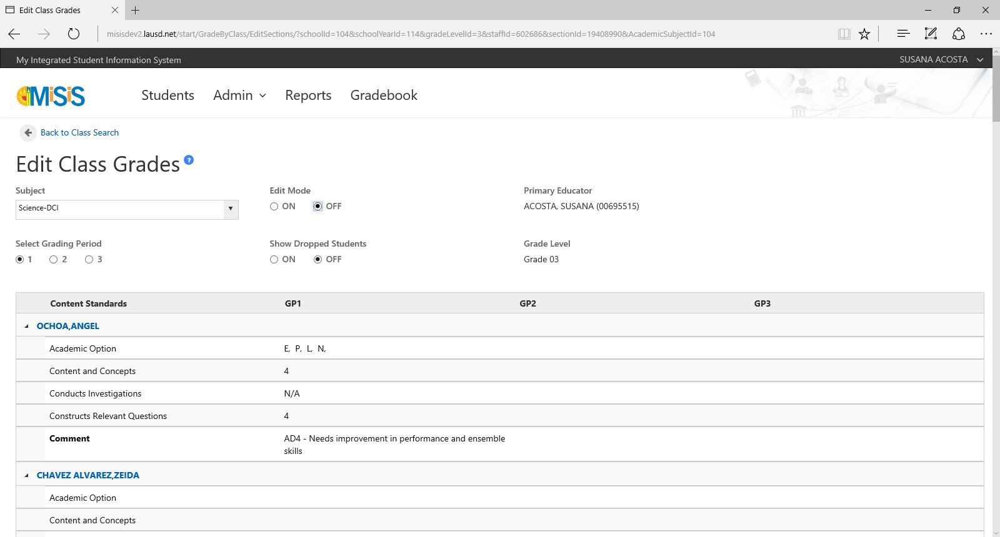 Edit Class Grades
misisdev2.lausd.net/start/GradeByClass/EditSections/?schoolId=104&schoolYearId=114&gradeLevelId=3&staffId=602686&sectionId=19408990&AcademicSubjectId=104
My Integrated Student Information System
SUSANA ACOSTA
MiSiS
Students Admin Reports Gradebook
Back to Class Search
Edit Class Grades ?
Subject Edit Mode Primary Educator
Science-DCI ON OFF ACOSTA, SUSANA (00695515)
Select Grading Period Show Dropped Students Grade Level
1 2 3 ON OFF Grade 03
Content Standards GP1 GP2 GP3
OCHOA,ANGEL
Academic Option E, P, L, N,
Content and Concepts 4
Conducts Investigations N/A
Constructs Relevant Questions 4
Comment AD4 - Needs improvement in performance and ensemble
skills
CHAVEZ ALVAREZ,ZEIDA
Academic Option
Content and Concepts